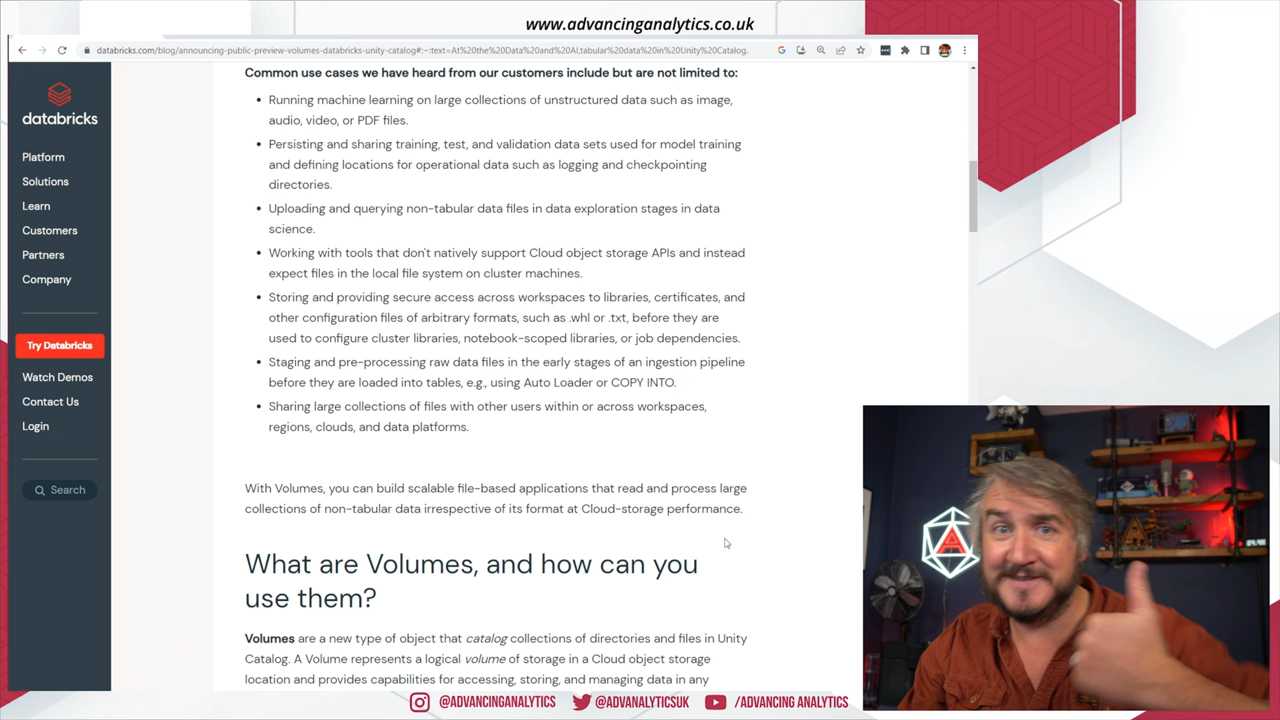 www.advancinganalytics.co.uk
databricks.com/blog/announcing-public-preview-volumes-databricks-unity-catalog#:~:text=At%20the%20Data%20and%20AI,tabular%20data%20in%20Unity%20Catalog.
databricks
Platform
Solutions
Learn
Customers
Partners
Company
Try Databricks
Watch Demos
Contact Us
Login
Search
Common use cases we have heard from our customers include but are not limited to:
• Running machine learning on large collections of unstructured data such as image,
audio, video, or PDF files.
• Persisting and sharing training, test, and validation data sets used for model training
and defining locations for operational data such as logging and checkpointing
directories.
• Uploading and querying non-tabular data files in data exploration stages in data
science.
• Working with tools that don't natively support Cloud object storage APIs and instead
expect files in the local file system on cluster machines.
• Storing and providing secure access across workspaces to libraries, certificates, and
other configuration files of arbitrary formats, such as .whl or .txt, before they are
used to configure cluster libraries, notebook-scoped libraries, or job dependencies.
• Staging and pre-processing raw data files in the early stages of an ingestion pipeline
before they are loaded into tables, e.g., using Auto Loader or COPY INTO.
• Sharing large collections of files with other users within or across workspaces,
regions, clouds, and data platforms.
With Volumes, you can build scalable file-based applications that read and process large
collections of non-tabular data irrespective of its format at Cloud-storage performance.
What are Volumes, and how can you
use them?
Volumes are a new type of object that catalog collections of directories and files in Unity
Catalog. A Volume represents a logical volume of storage in a Cloud object storage
location and provides capabilities for accessing, storing, and managing data in any
A
@ADVANCINGANALYTICS
@ADVANALYTICSUK
/ADVANCING ANALYTICS